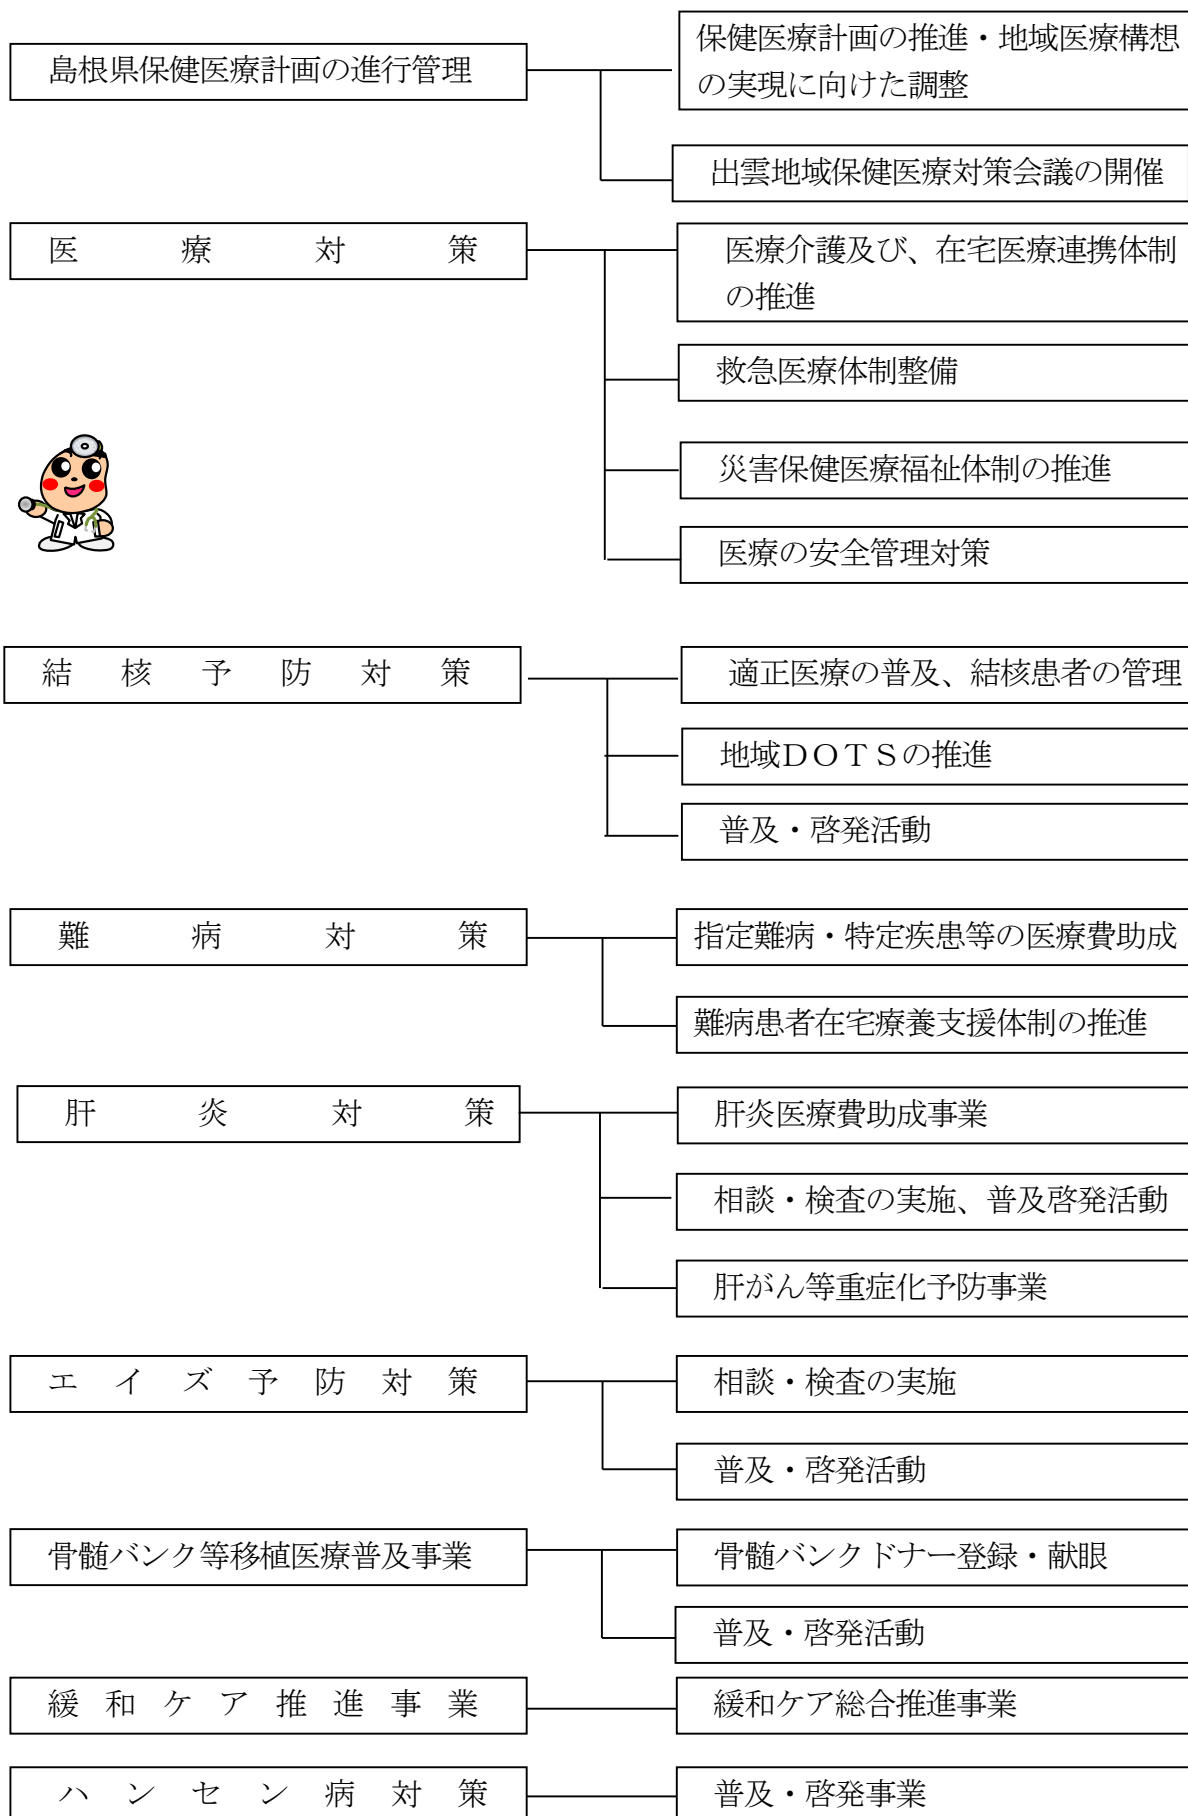 島根県保健医療計画の進行管理
保健医療計画の推進・地域医療構想
の実現に向けた調整
出雲地域保健医療対策会議の開催
医療対策
医療介護及び、在宅医療連携体制
の推進
救急医療体制整備
災害保健医療福祉体制の推進
医療の安全管理対策
結核予防対策
適正医療の普及、結核患者の管理
地域DOTSの推進
普及・啓発活動
難病対策
指定難病・特定疾患等の医療費助成
難病患者在宅療養支援体制の推進
肝炎対策
肝炎医療費助成事業
相談・検査の実施、普及啓発活動
肝がん等重症化予防事業
エイズ予防対策
相談・検査の実施
普及・啓発活動
骨髄バンク等移植医療普及事業
骨髄バンクドナー登録・献眼
普及・啓発活動
緩和ケア推進事業
緩和ケア総合推進事業
ハンセン病対策
普及・啓発事業